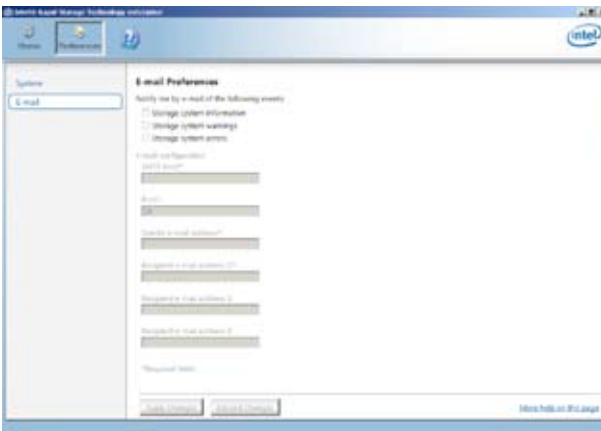 Intel® Rapid Storage Technology enterprise
Home
Preferences
intel
System
E-mail
E-mail Preferences
Notify me by e-mail of the following events:
Storage system information
Storage system warnings
Storage system errors
E-mail configuration
SMTP host*
Port*
Sender e-mail address*
Recipient e-mail address 1*
Recipient e-mail address 2
Recipient e-mail address 3
*Required fields
Apply Changes
Discard Changes
More help on this page